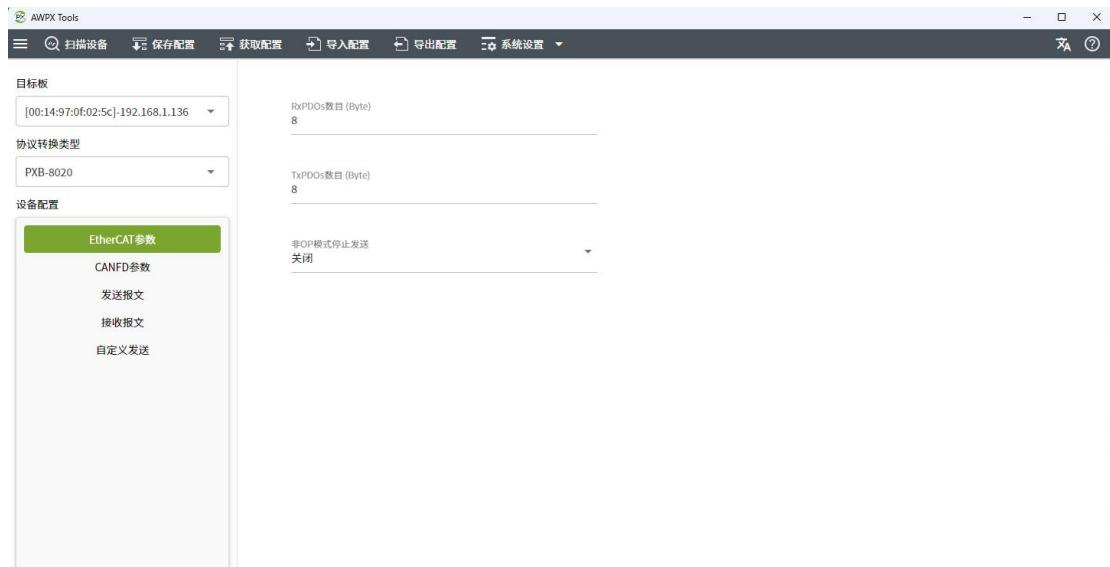 AWPX Tools
扫描设备 保存配置 获取配置 导入配置 导出配置 系统设置
目标板
[00:14:97:0f:02:5c]-192.168.1.136
协议转换类型
PXB-8020
设备配置
EtherCAT参数
CANFD参数
发送报文
接收报文
自定义发送
RxPDOs数目 (Byte)
8
TxPDOs数目 (Byte)
8
非OP模式停止发送
关闭